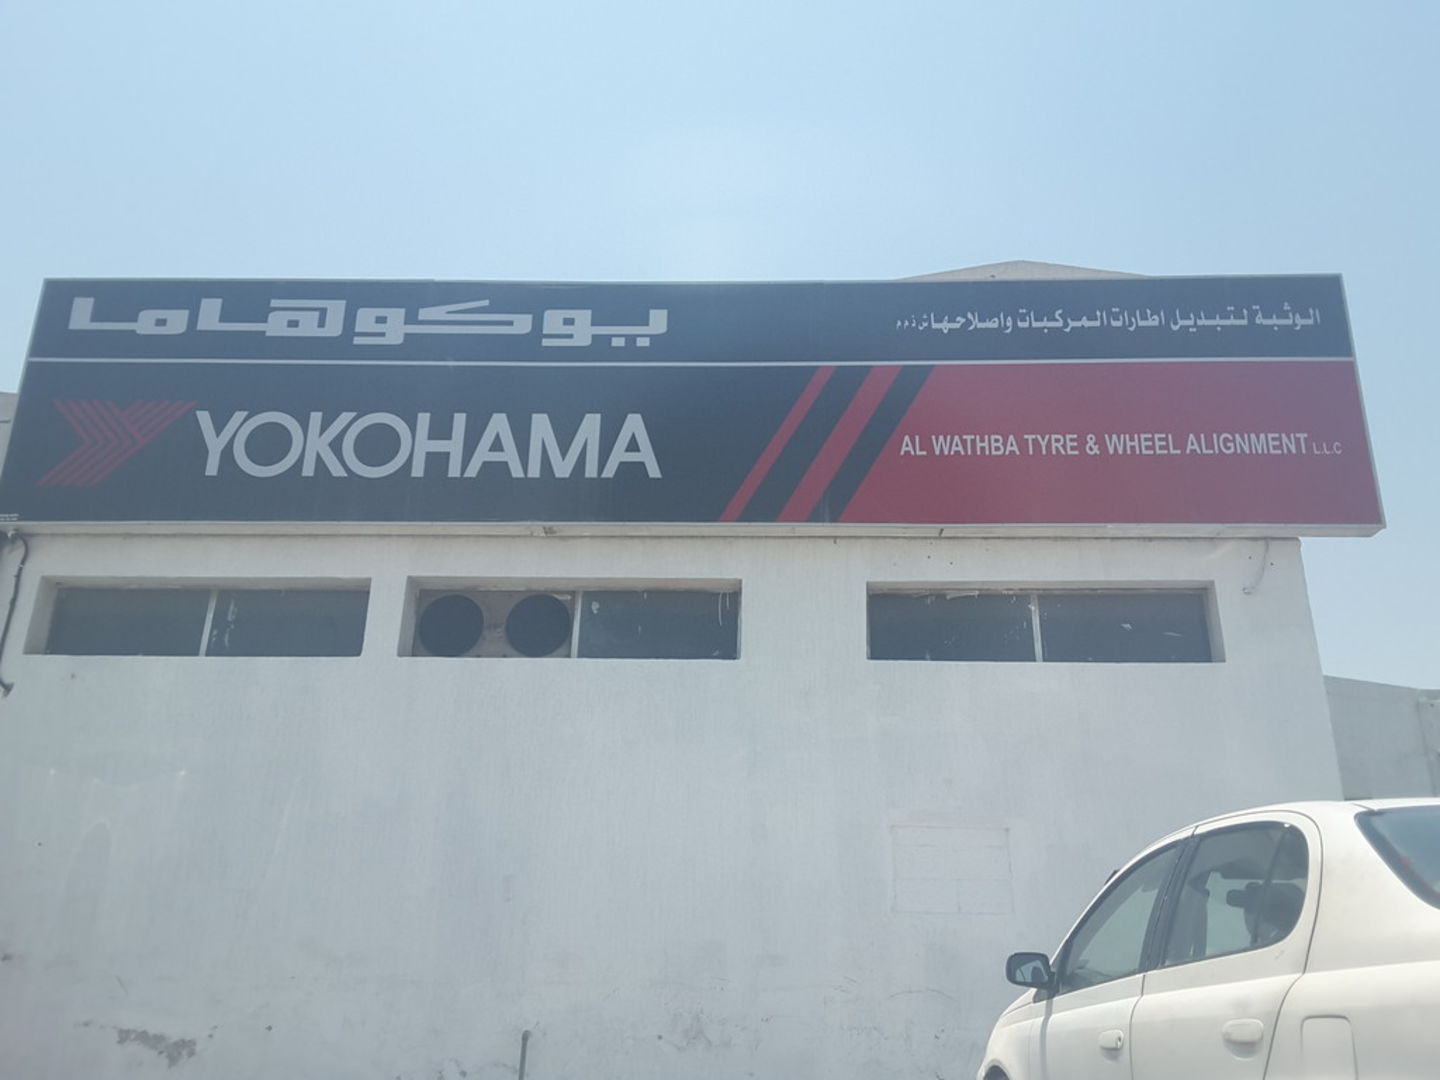 يوكوهاما
الوثبة لتبديل اطارات المركبات واصلاحها ش ذ م م
YOKOHAMA
AL WATHBA TYRE & WHEEL ALIGNMENT L.L.C